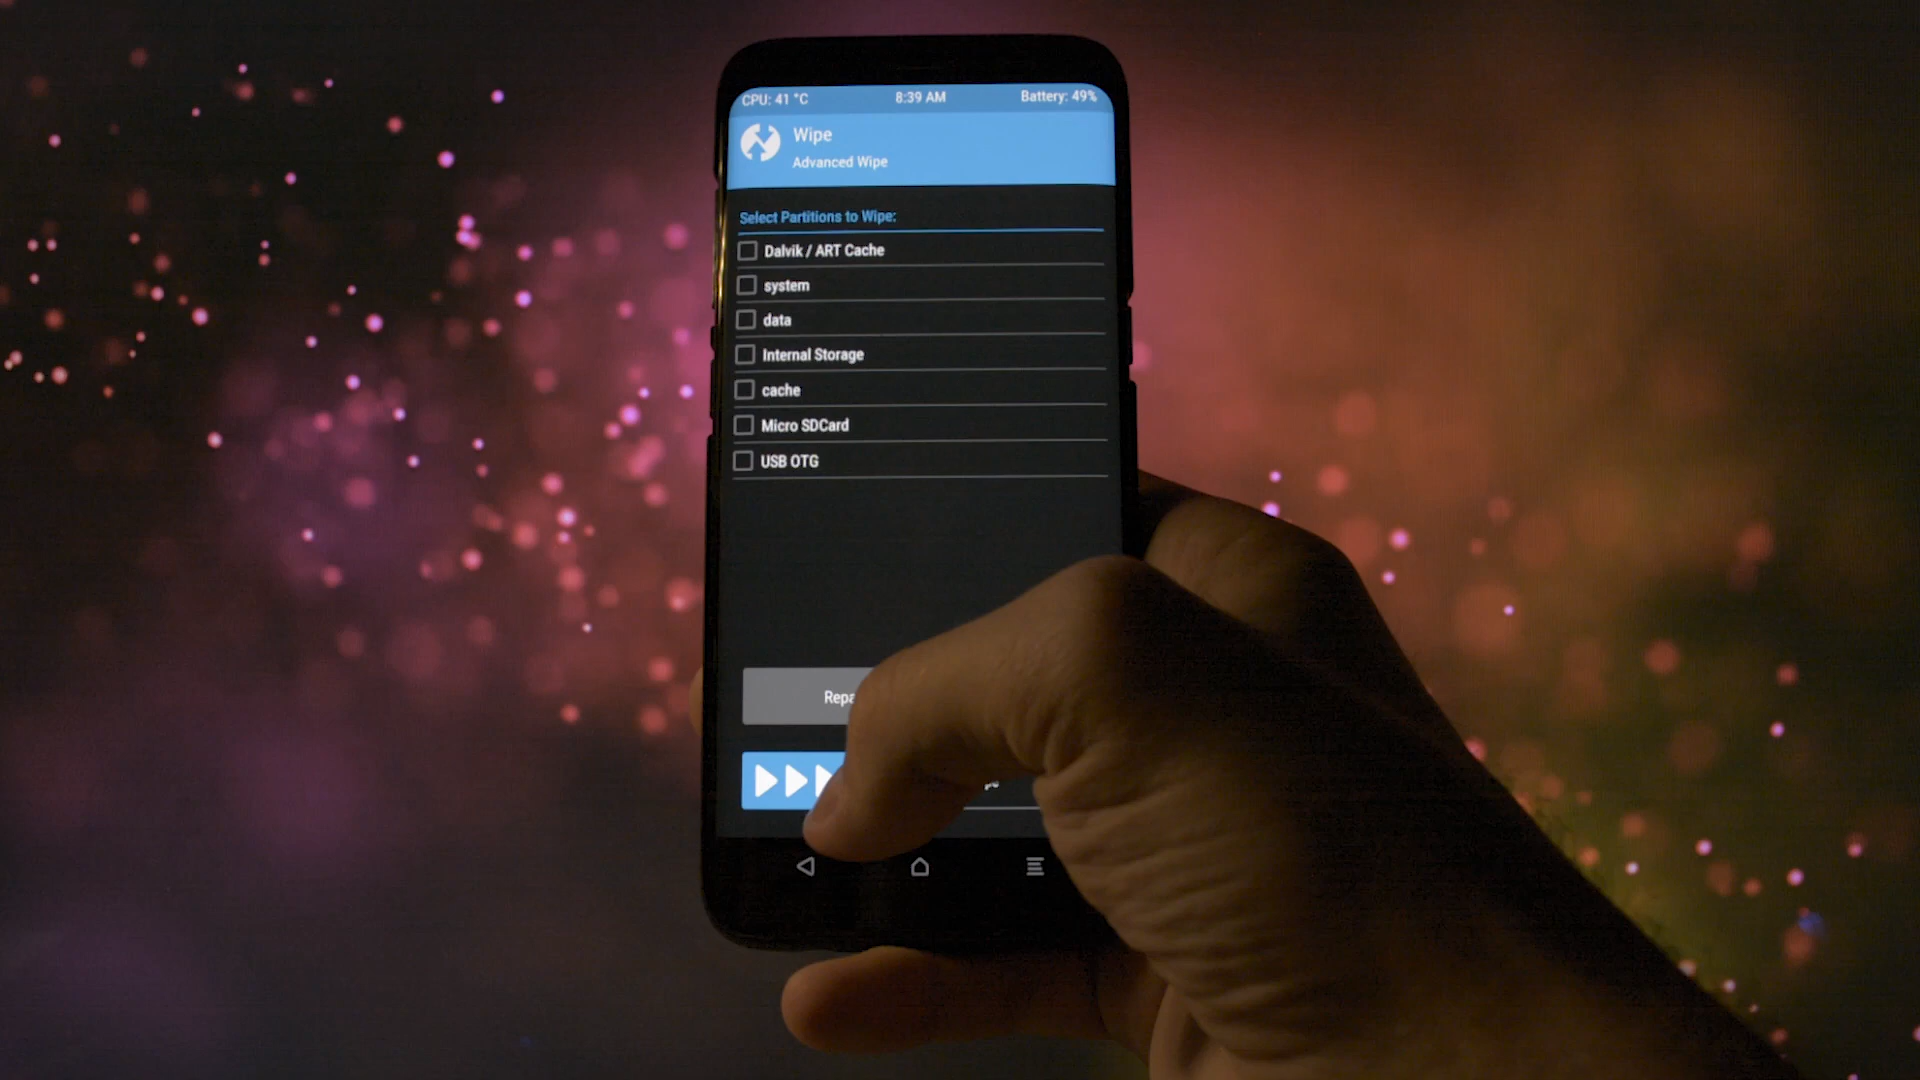 CPU: 41 °C 8:39 AM Battery: 49%
Wipe
Advanced Wipe
Select Partitions to Wipe:
Dalvik / ART Cache
system
data
Internal Storage
cache
Micro SDCard
USB OTG